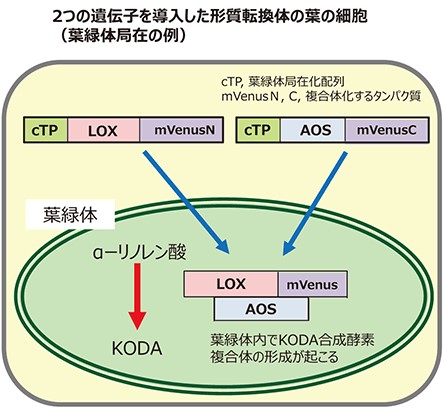 2つの遺伝子を導入した形質転換体の葉の細胞
（葉緑体局在の例）
cTP, 葉緑体局在化配列
mVenusN , C, 複合体化するタンパク質
cTP LOX mVenusN cTP AOS mVenusC
葉緑体
α−リノレン酸
LOX mVenus
AOS
KODA
葉緑体内でKODA合成酵素
複合体の形成が起こる